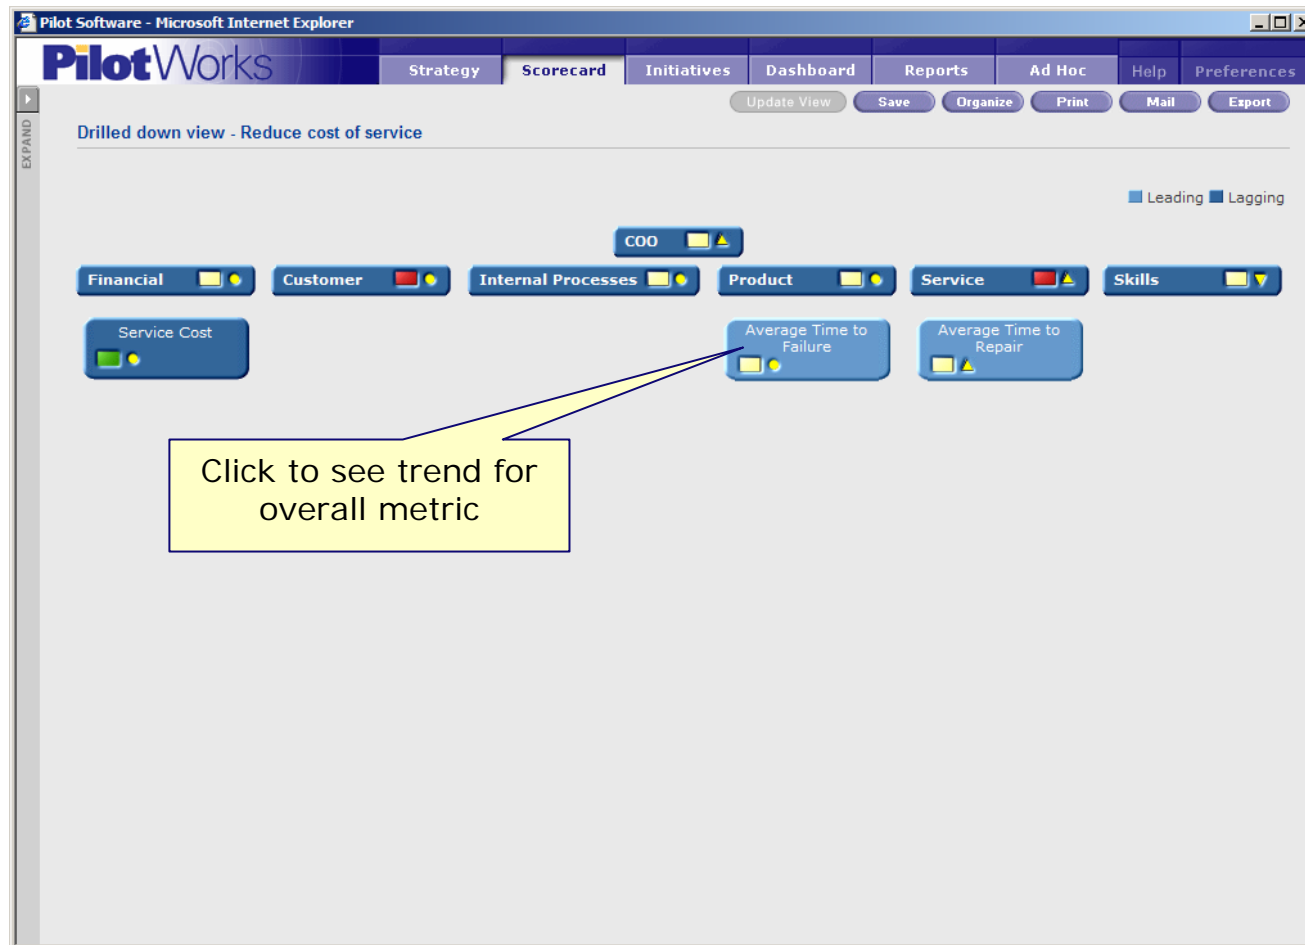 Pilot Software - Microsoft Internet Explorer
PilotWorks
Strategy Scorecard Initiatives Dashboard Reports Ad Hoc Help Preferences
Update View Save Organize Print Mail Export
EXPAND
Drilled down view - Reduce cost of service
Leading Lagging
COO
Financial Customer Internal Processes Product Service Skills
Service Cost
Average Time to
Failure
Average Time to
Repair
Click to see trend for
overall metric